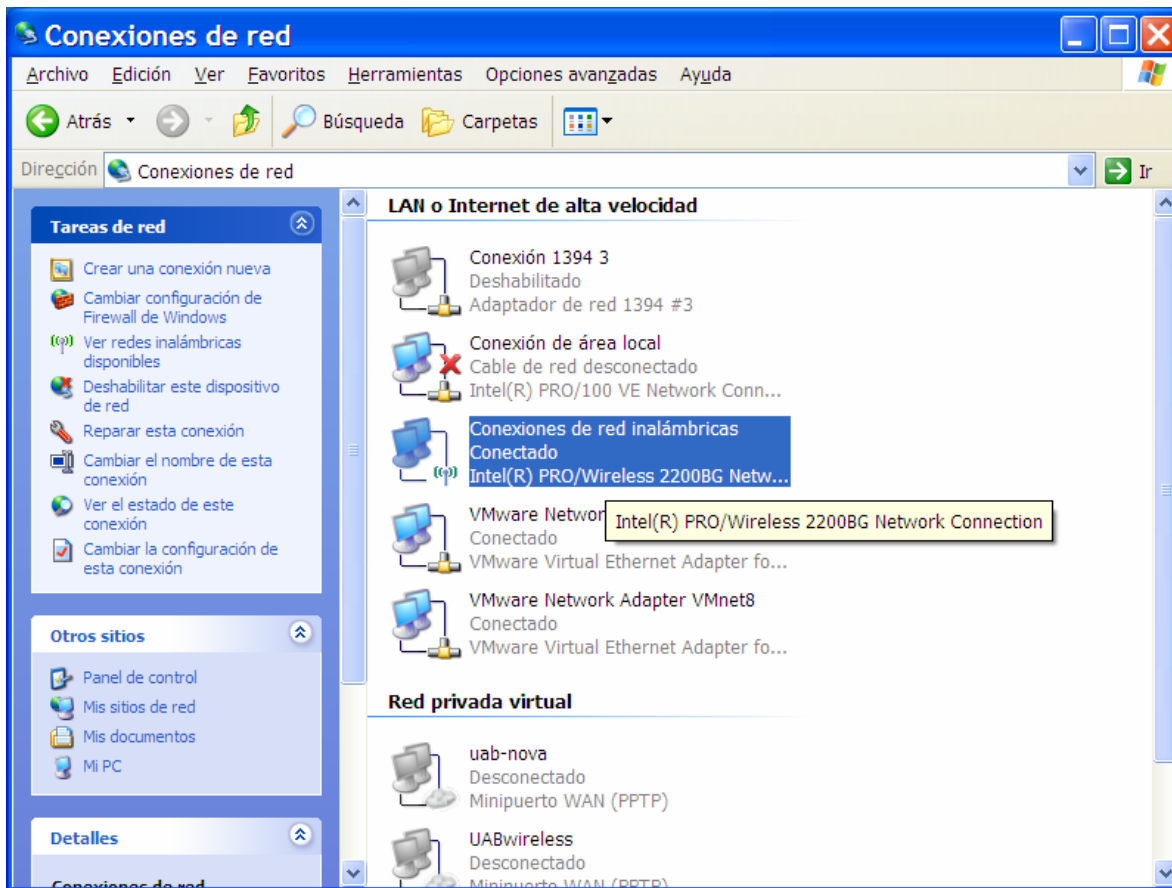 Conexiones de red
Archivo Edición Ver Favoritos Herramientas Opciones avanzadas Ayuda
Atrás Búsqueda Carpetas
Dirección Conexiones de red Ir
Tareas de red
Crear una conexión nueva
Cambiar configuración de
Firewall de Windows
Ver redes inalámbricas
disponibles
Deshabilitar este dispositivo
de red
Reparar esta conexión
Cambiar el nombre de esta
conexión
Ver el estado de este
conexión
Cambiar la configuración de
esta conexión
Otros sitios
Panel de control
Mis sitios de red
Mis documentos
Mi PC
Detalles
Conexiones de red
LAN o Internet de alta velocidad
Conexión 1394 3
Deshabilitado
Adaptador de red 1394 #3
Conexión de área local
Cable de red desconectado
Intel(R) PRO/100 VE Network Conn...
Conexiones de red inalámbricas
Conectado
Intel(R) PRO/Wireless 2200BG Netw...
Intel(R) PRO/Wireless 2200BG Network Connection
VMware Networ
Conectado
VMware Virtual Ethernet Adapter fo...
VMware Network Adapter VMnet8
Conectado
VMware Virtual Ethernet Adapter fo...
Red privada virtual
uab-nova
Desconectado
Minipuerto WAN (PPTP)
UABwireless
Desconectado
Minipuerto WAN (PPTP)